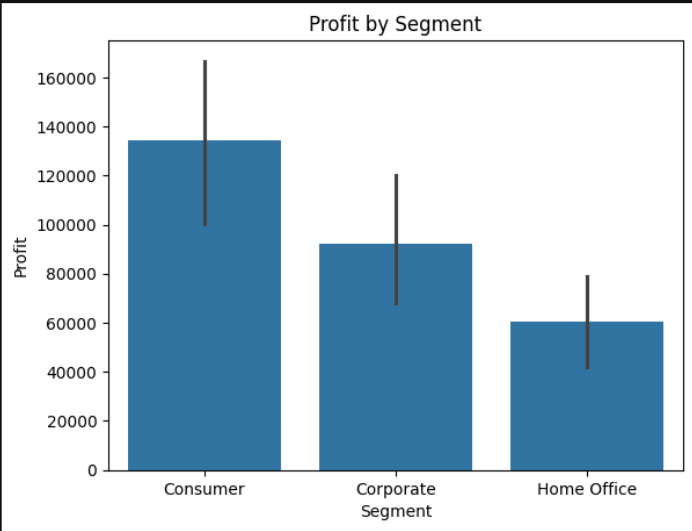 Profit by Segment
Profit
160000
140000
120000
100000
80000
60000
40000
20000
0
Consumer
Corporate
Home Office
Segment